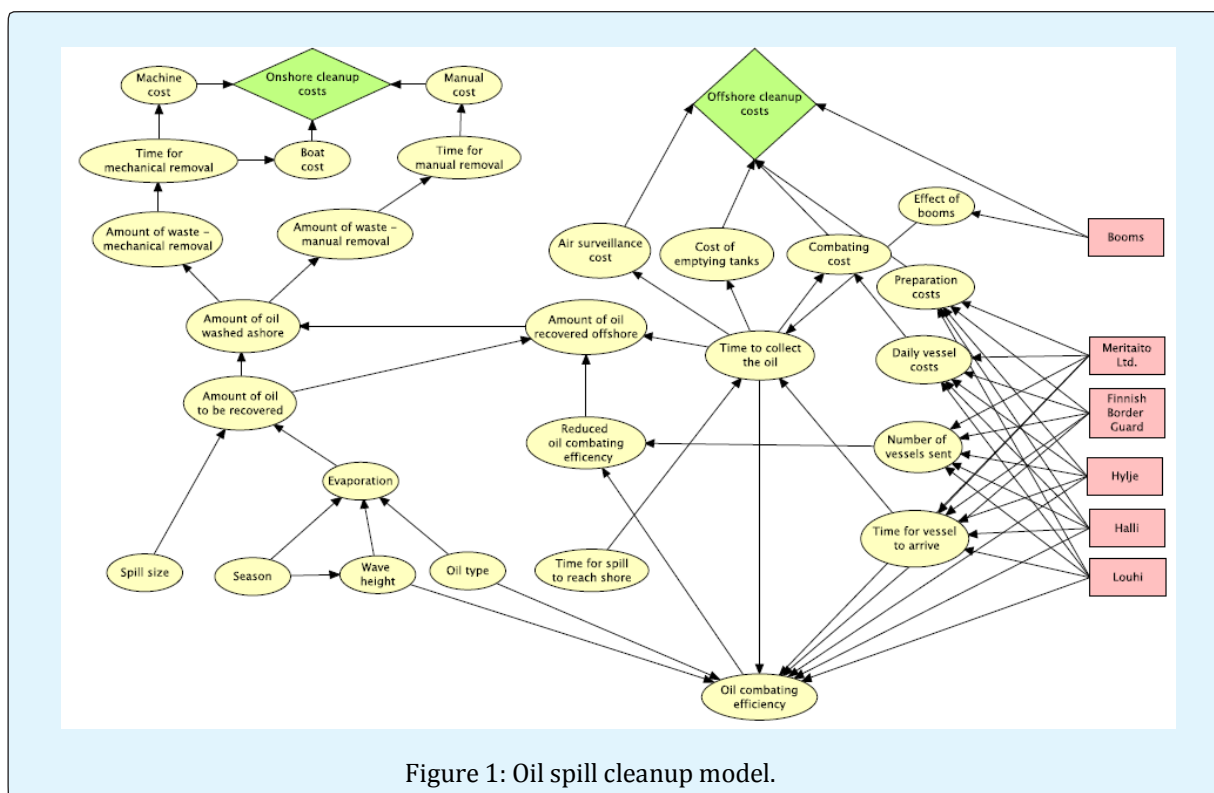 Machine
cost
Onshore cleanup
costs
Manual
cost
Offshore cleanup
costs
Time for
mechanical removal
Boat
cost
Time for
manual removal
Effect of
booms
Amount of waste –
mechanical removal
Amount of waste –
manual removal
Air surveillance
cost
Cost of
emptying tanks
Combating
cost
Booms
Preparation
costs
Amount of oil
washed ashore
Amount of oil
recovered offshore
Time to collect
the oil
Daily vessel
costs
Meritaito
Ltd.
Amount of oil
to be recovered
Reduced
oil combating
efficency
Number of
vessels sent
Finnish
Border
Guard
Evaporation
Hylje
Time for vessel
to arrive
Halli
Spill size
Season
Wave
height
Oil type
Time for spill
to reach shore
Louhi
Oil combating
efficiency
Figure 1: Oil spill cleanup model.